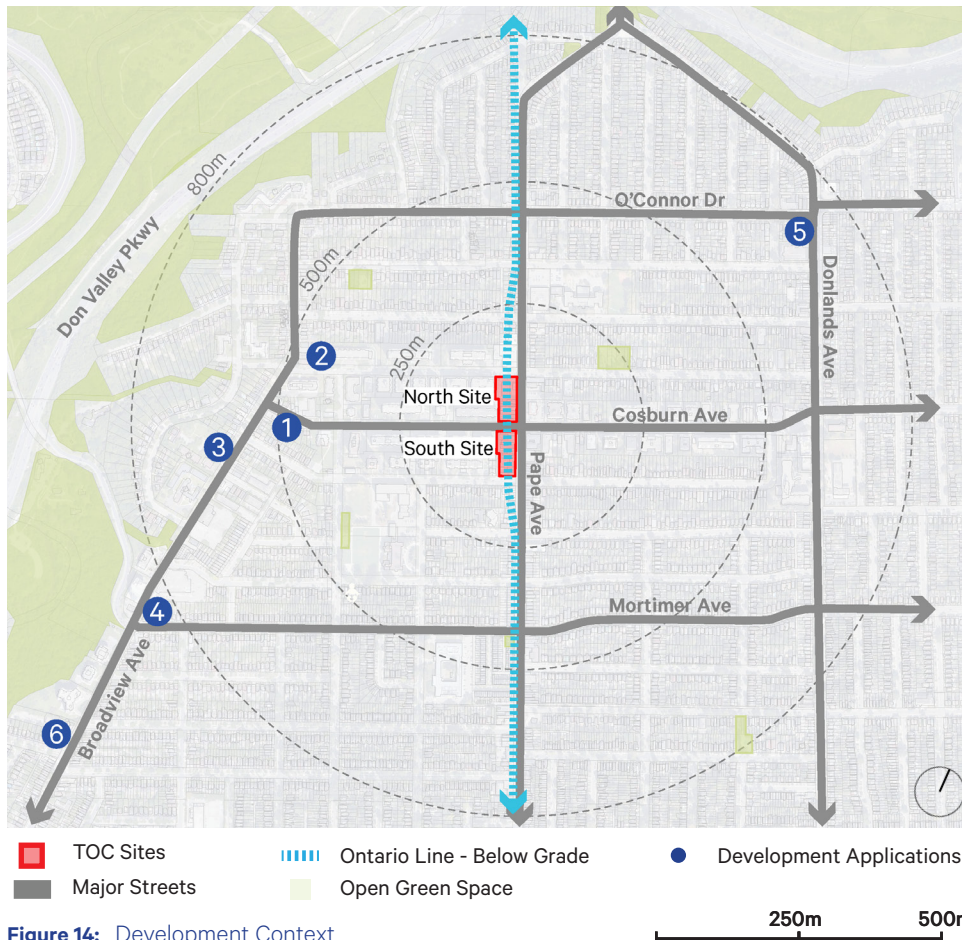 800m
Don Valley Pkwy
O'Connor Dr
5
500m
Donlands Ave
2
250m
North Site
Cosburn Ave
1
3
South Site
Pape Ave
Mortimer Ave
4
Broadview Ave
6
TOC Sites
Ontario Line - Below Grade
Development Applications
Major Streets
Open Green Space
250m
500m
Figure 14: Development Context